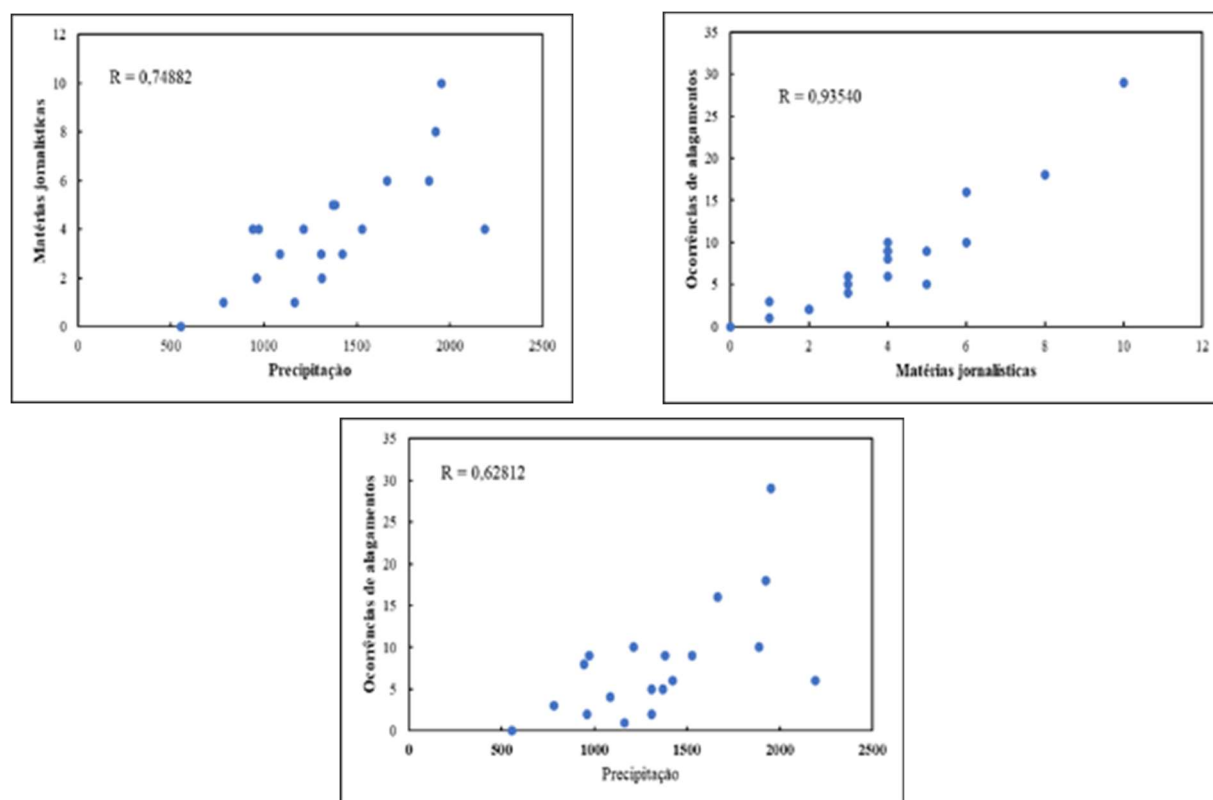 12
10
8
6
4
2
0
Matérias jornalísticas
R = 0,74882
0 500 1000 1500 2000 2500
Precipitação
35
30
25
20
15
10
5
0
Ocorrências de alagamentos
R = 0,93540
0 2 4 6 8 10 12
Matérias jornalísticas
35
30
25
20
15
10
5
0
Ocorrências de alagamentos
R = 0,62812
0 500 1000 1500 2000 2500
Precipitação